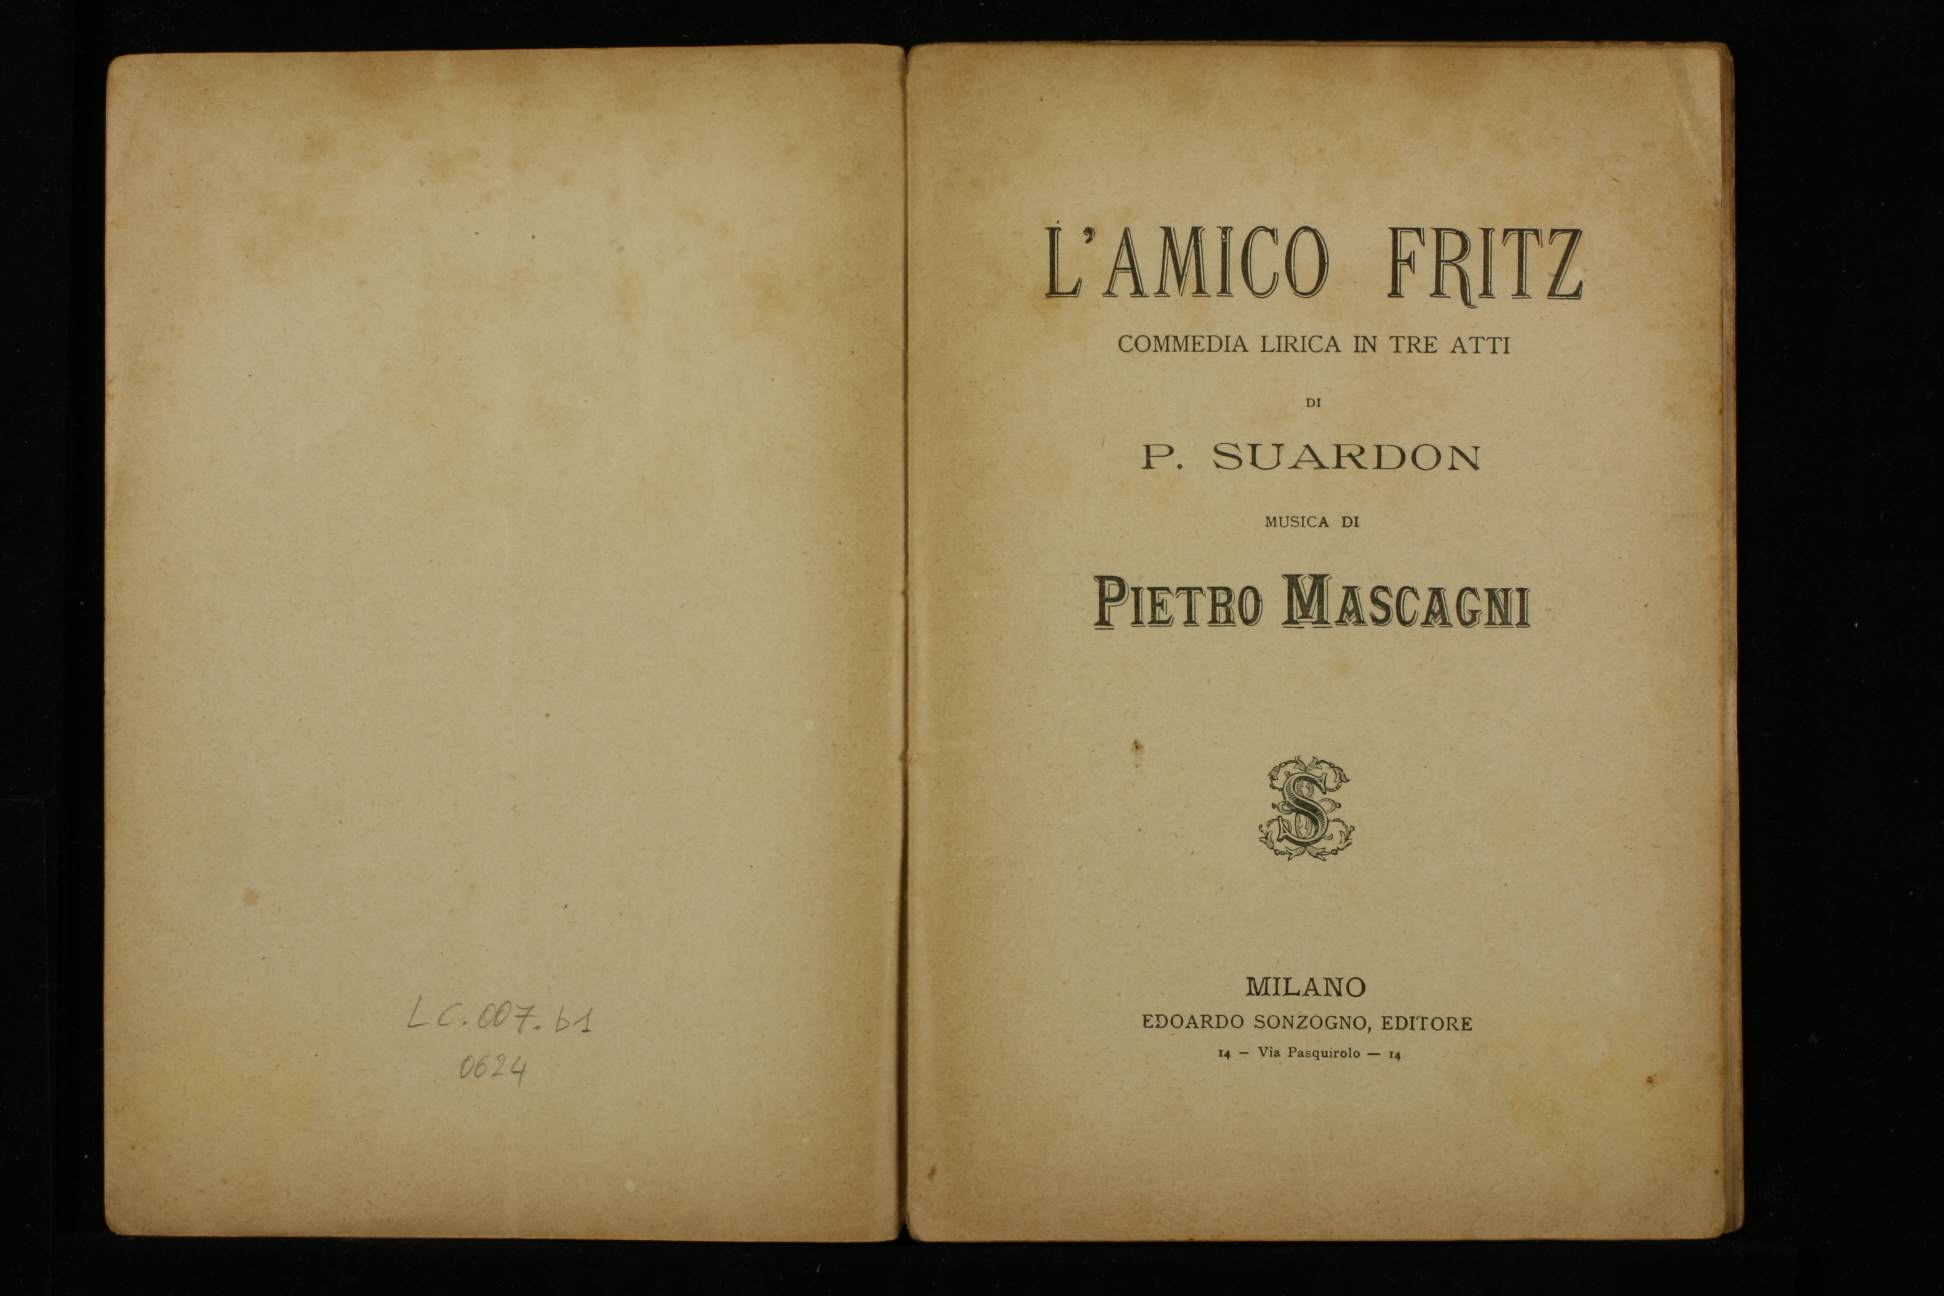 LC.007.b1
0624
L'AMICO FRITZ
COMMEDIA LIRICA IN TRE ATTI
DI
P. SUARDON
MUSICA DI
PIETRO MASCAGNI
MILANO
EDOARDO SONZOGNO, EDITORE
14 — Via Pasquirolo — 14